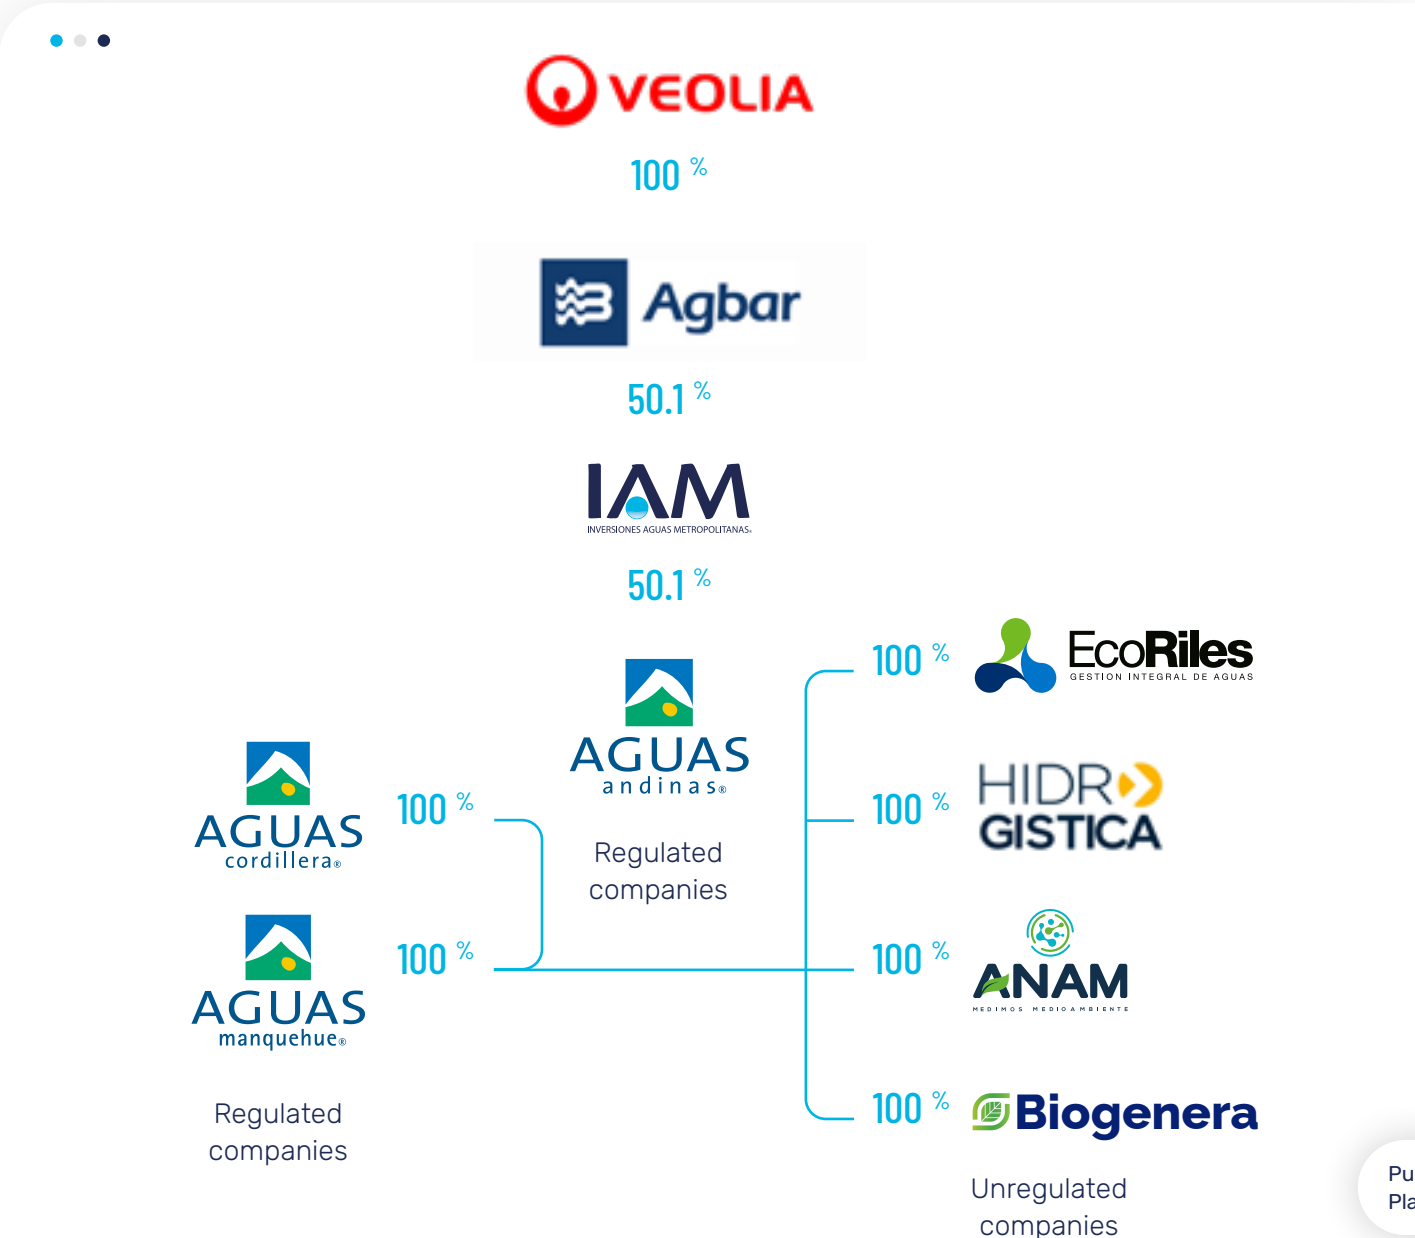 VEOLIA
100 %
Agbar
50.1 %
IAM
INVERSIONES AGUAS METROPOLITANAS®
50.1 %
AGUAS
andinas®
Regulated
companies
AGUAS
cordillera®
100 %
AGUAS
manquehue®
100 %
Regulated
companies
100 %
EcoRiles
GESTION INTEGRAL DE AGUAS
100 %
HIDRO
GISTICA
100 %
ANAM
MEDIMOS MEDIOAMBIENTE
100 %
Biogenera
Unregulated
companies
Pu
Pla